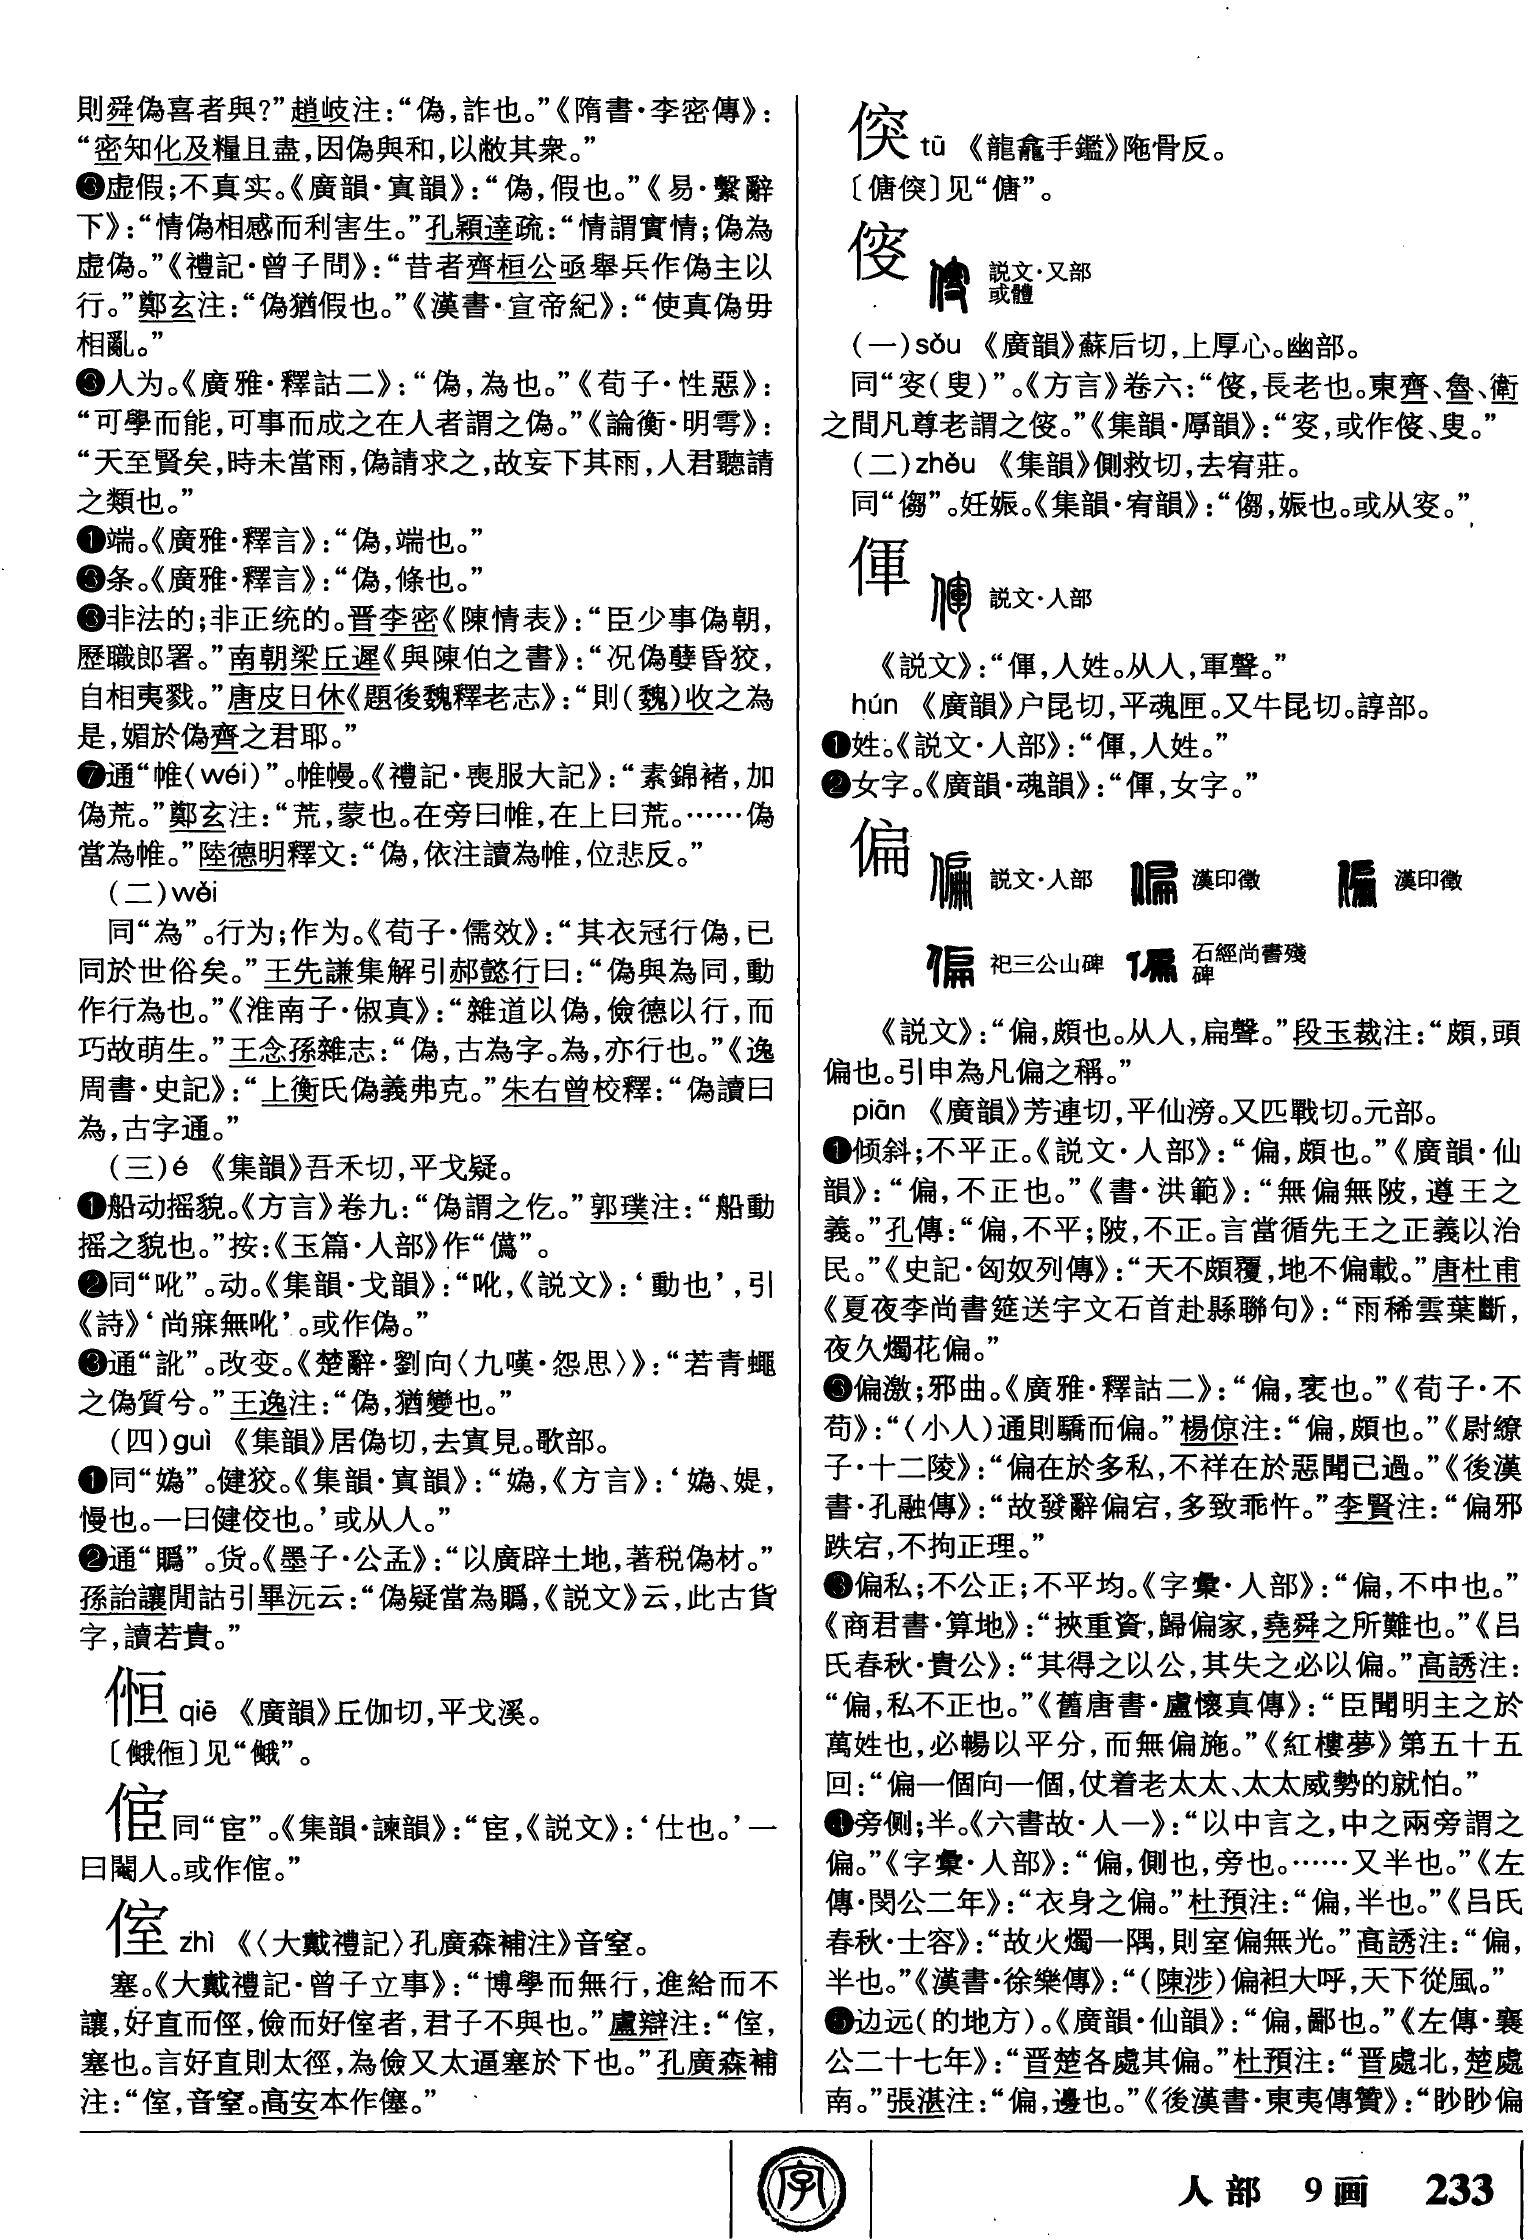 則舜偽喜者與?”趙岐注：“偽，詐也。”《隋書·李密傳》：
“密知化及糧且盡，因偽與和，以敝其衆。”
❸虚假；不真实。《廣韻·寘韻》：“偽，假也。”《易·繫辭
下》：“情偽相感而利害生。”孔穎達疏：“情謂實情；偽為
虚偽。”《禮記·曾子問》：“昔者齊桓公亟舉兵作偽主以
行。”鄭玄注：“偽猶假也。”《漢書·宣帝紀》：“使真偽毋
相亂。”
❸人为。《廣雅·釋詁二》：“偽，為也。”《荀子·性惡》：
“可學而能，可事而成之在人者謂之偽。”《論衡·明雩》：
“天至賢矣，時未當雨，偽請求之，故妄下其雨，人君聽請
之類也。”
❶端。《廣雅·釋言》：“偽，端也。”
❸条。《廣雅·釋言》：“偽，條也。”
❸非法的；非正统的。晋李密《陳情表》：“臣少事偽朝，
歷職郎署。”南朝梁丘遲《與陳伯之書》：“况偽孽昏狡，
自相夷戮。”唐皮日休《題後魏釋老志》：“則（魏）收之為
是，媚於偽齊之君耶。”
❼通“帷(wéi)”。帷幔。《禮記·喪服大記》：“素錦褚，加
偽荒。”鄭玄注：“荒，蒙也。在旁曰帷，在上曰荒。……偽
當為帷。”陸德明釋文：“偽，依注讀為帷，位悲反。”
（二）wěi
同“為”。行为；作为。《荀子·儒效》：“其衣冠行偽，已
同於世俗矣。”王先謙集解引郝懿行曰：“偽與為同，動
作行為也。”《淮南子·俶真》：“雜道以偽，儉德以行，而
巧故萌生。”王念孫雜志：“偽，古為字。為，亦行也。”《逸
周書·史記》：“上衡氏偽義弗克。”朱右曾校釋：“偽讀曰
為，古字通。”
（三）é 《集韻》吾禾切，平戈疑。
❶船动摇貌。《方言》卷九：“偽謂之仡。”郭璞注：“船動
摇之貌也。”按：《玉篇·人部》作“僞”。
❷同“吪”。动。《集韻·戈韻》：“吪，《説文》：‘動也’，引
《詩》‘尚寐無吪’。或作偽。”
❸通“訛”。改变。《楚辭·劉向〈九嘆·怨思〉》：“若青蠅
之偽質兮。”王逸注：“偽，猶變也。”
（四）guì 《集韻》居偽切，去寘見。歌部。
❶同“媯”。健狡。《集韻·寘韻》：“媯，《方言》：‘媯、媞，
慢也。一曰健佼也。’或从人。”
❷通“賵”。货。《墨子·公孟》：“以廣辟土地，著税偽材。”
孫詒讓閒詁引畢沅云：“偽疑當為賵，《説文》云，此古貨
字，讀若貴。”
㑘 qiē 《廣韻》丘伽切，平戈溪。
〔㒎㑘〕见“㒎”。
㑗同“宦”。《集韻·諫韻》：“宦，《説文》：‘仕也。’一
曰閹人。或作㑗。”
㑜 zhì 《〈大戴禮記〉孔廣森補注》音窒。
塞。《大戴禮記·曾子立事》：“博學而無行，進給而不
讓，好直而俓，儉而好㑜者，君子不與也。”盧辯注：“㑜，
塞也。言好直則太徑，為儉又太逼塞於下也。”孔廣森補
注：“㑜，音窒。高安本作僿。”
㑮 tū 《龍龕手鑑》陁骨反。
〔傏㑮〕见“傏”。
傁 説文·又部
或體
（一）sǒu 《廣韻》蘇后切，上厚心。幽部。
同“叜（叟）”。《方言》卷六：“傁，長老也。東齊、魯、衛
之間凡尊老謂之傁。”《集韻·厚韻》：“叜，或作傁、叟。”
（二）zhěu 《集韻》側救切，去宥莊。
同“㑳”。妊娠。《集韻·宥韻》：“㑳，娠也。或从叜。”
㑮 説文·人部
《説文》：“㑮，人姓。从人，軍聲。”
hún 《廣韻》户昆切，平魂匣。又牛昆切。諄部。
❶姓。《説文·人部》：“㑮，人姓。”
❷女字。《廣韻·魂韻》：“㑮，女字。”
偏 説文·人部 漢印徵 漢印徵
祀三公山碑 石經尚書殘
碑
《説文》：“偏，頗也。从人，扁聲。”段玉裁注：“頗，頭
偏也。引申為凡偏之稱。”
piān 《廣韻》芳連切，平仙滂。又匹戰切。元部。
❶倾斜；不平正。《説文·人部》：“偏，頗也。”《廣韻·仙
韻》：“偏，不正也。”《書·洪範》：“無偏無陂，遵王之
義。”孔傳：“偏，不平；陂，不正。言當循先王之正義以治
民。”《史記·匈奴列傳》：“天不頗覆，地不偏載。”唐杜甫
《夏夜李尚書筵送宇文石首赴縣聯句》：“雨稀雲葉斷，
夜久燭花偏。”
❸偏激；邪曲。《廣雅·釋詁二》：“偏，衺也。”《荀子·不
苟》：“（小人）通則驕而偏。”楊倞注：“偏，頗也。”《尉繚
子·十二陵》：“偏在於多私，不祥在於惡聞己過。”《後漢
書·孔融傳》：“故發辭偏宕，多致乖忤。”李賢注：“偏邪
跌宕，不拘正理。”
❸偏私；不公正；不平均。《字彙·人部》：“偏，不中也。”
《商君書·算地》：“挾重資，歸偏家，堯舜之所難也。”《吕
氏春秋·貴公》：“其得之以公，其失之必以偏。”高誘注：
“偏，私不正也。”《舊唐書·盧懷真傳》：“臣聞明主之於
萬姓也，必暢以平分，而無偏施。”《紅樓夢》第五十五
回：“偏一個向一個，仗着老太太、太太威勢的就怕。”
❹旁侧；半。《六書故·人一》：“以中言之，中之兩旁謂之
偏。”《字彙·人部》：“偏，側也，旁也。……又半也。”《左
傳·閔公二年》：“衣身之偏。”杜預注：“偏，半也。”《吕氏
春秋·士容》：“故火燭一隅，則室偏無光。”高誘注：“偏，
半也。”《漢書·徐樂傳》：“（陳涉）偏袒大呼，天下從風。”
❺边远（的地方）。《廣韻·仙韻》：“偏，鄙也。”《左傳·襄
公二十七年》：“晋楚各處其偏。”杜預注：“晋處北，楚處
南。”張湛注：“偏，邊也。”《後漢書·東夷傳贊》：“眇眇偏
字
人部 9画 233